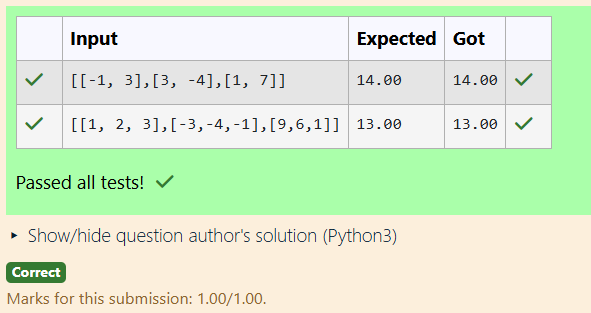 Input Expected Got
[[-1, 3],[3, -4],[1, 7]] 14.00 14.00
[[1, 2, 3],[-3,-4,-1],[9,6,1]] 13.00 13.00
Passed all tests!
Show/hide question author's solution (Python3)
Correct
Marks for this submission: 1.00/1.00.